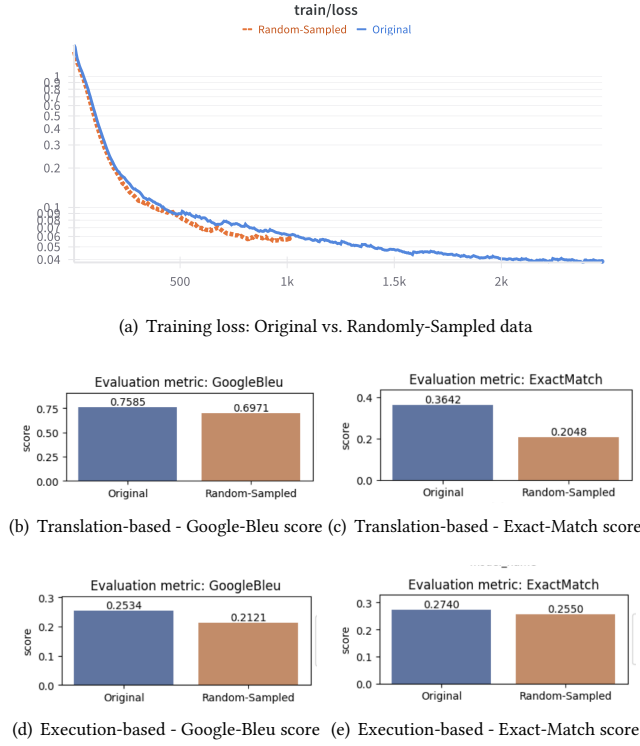 train/loss
Random-Sampled Original
1
0.9
0.8
0.7
0.6
0.5
0.4
0.3
0.2
0.1
0.09
0.08
0.07
0.06
0.05
0.04
500 1k 1.5k 2k
(a) Training loss: Original vs. Randomly-Sampled data
Evaluation metric: GoogleBleu
0.7585
0.6971
0.75
0.50
0.25
0.00
score
Original Random-Sampled
(b) Translation-based - Google-Bleu score
Evaluation metric: ExactMatch
0.3642
0.2048
0.4
0.2
0.0
score
Original Random-Sampled
(c) Translation-based - Exact-Match score
Evaluation metric: GoogleBleu
0.2534
0.2121
0.3
0.2
0.1
0.0
score
Original Random-Sampled
(d) Execution-based - Google-Bleu score
Evaluation metric: ExactMatch
0.2740
0.2550
0.3
0.2
0.1
0.0
score
Original Random-Sampled
(e) Execution-based - Exact-Match score